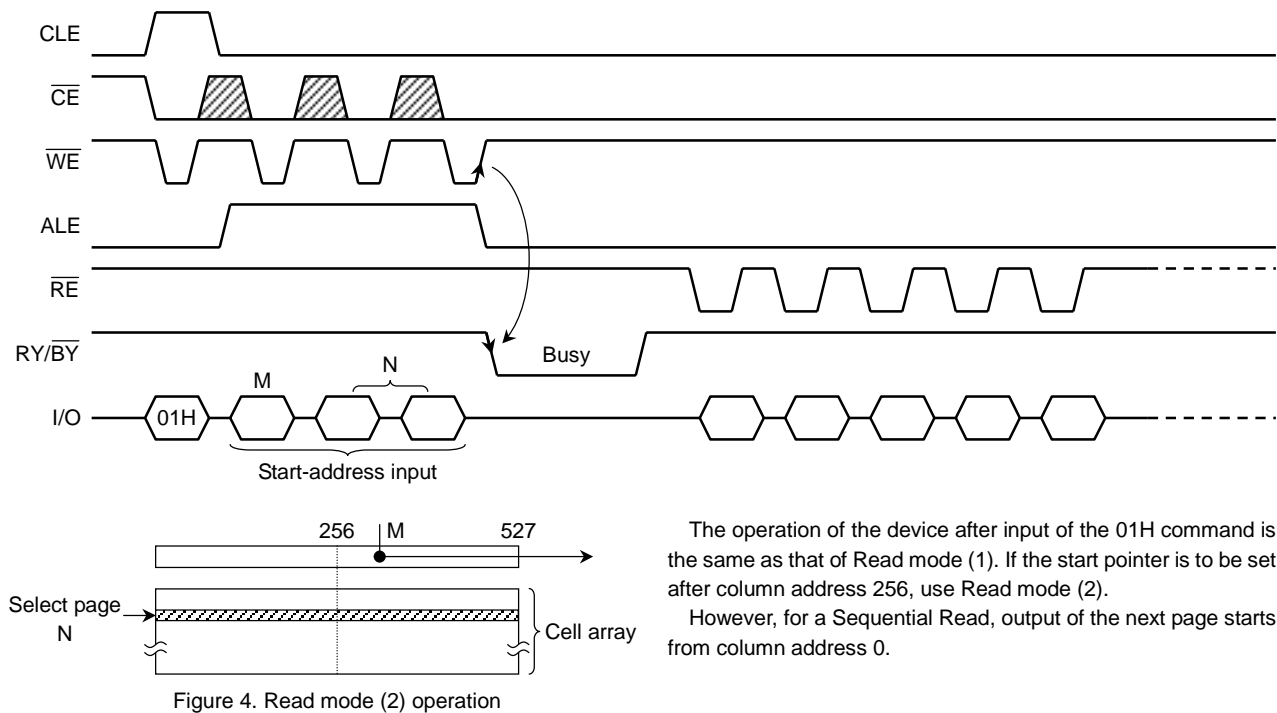 CLE
CE
WE
ALE
RE
RY/BY
Busy
M
N
I/O
01H
Start-address input
256
M
527
Select page
N
Cell array
Figure 4. Read mode (2) operation
The operation of the device after input of the 01H command is
the same as that of Read mode (1). If the start pointer is to be set
after column address 256, use Read mode (2).
However, for a Sequential Read, output of the next page starts
from column address 0.